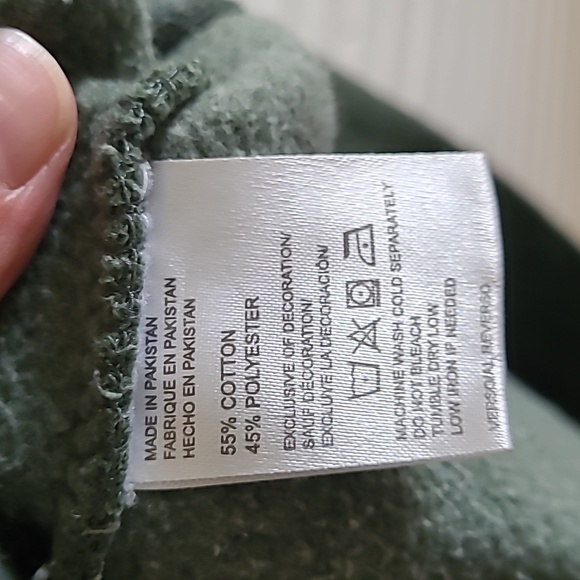 MADE IN PAKISTAN
FABRIQUE EN PAKISTAN
HECHO EN PAKISTAN
55% COTTON
45% POLYESTER
EXCLUSIVE OF DECORATION/
SAUF DÉCORATION/
EXCLUYE LA DECORACIÓN
MACHINE WASH COLD SEPARATELY
DO NOT BLEACH
TUMBLE DRY LOW
LOW IRON IF NEEDED
REVERSO